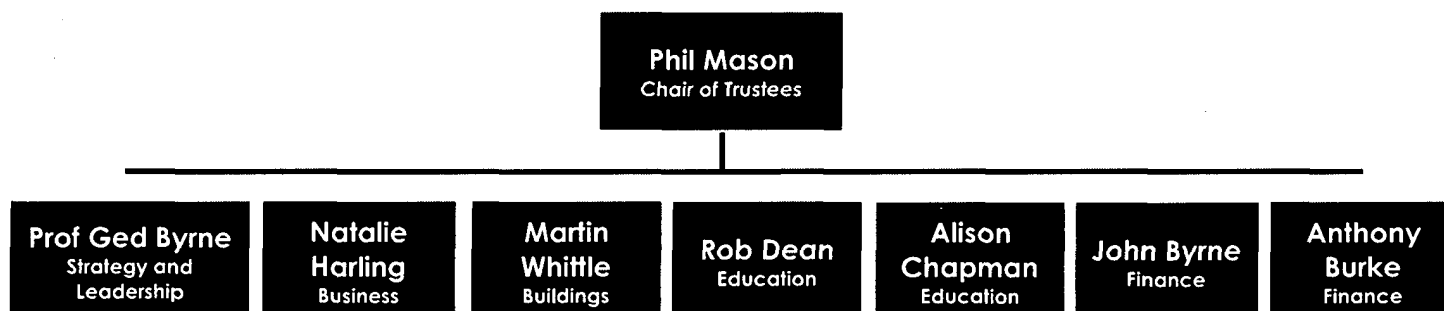 Phil Mason
Chair of Trustees
Prof Ged Byrne
Strategy and
Leadership
Natalie
Harling
Business
Martin
Whittle
Buildings
Rob Dean
Education
Alison
Chapman
Education
John Byrne
Finance
Anthony
Burke
Finance